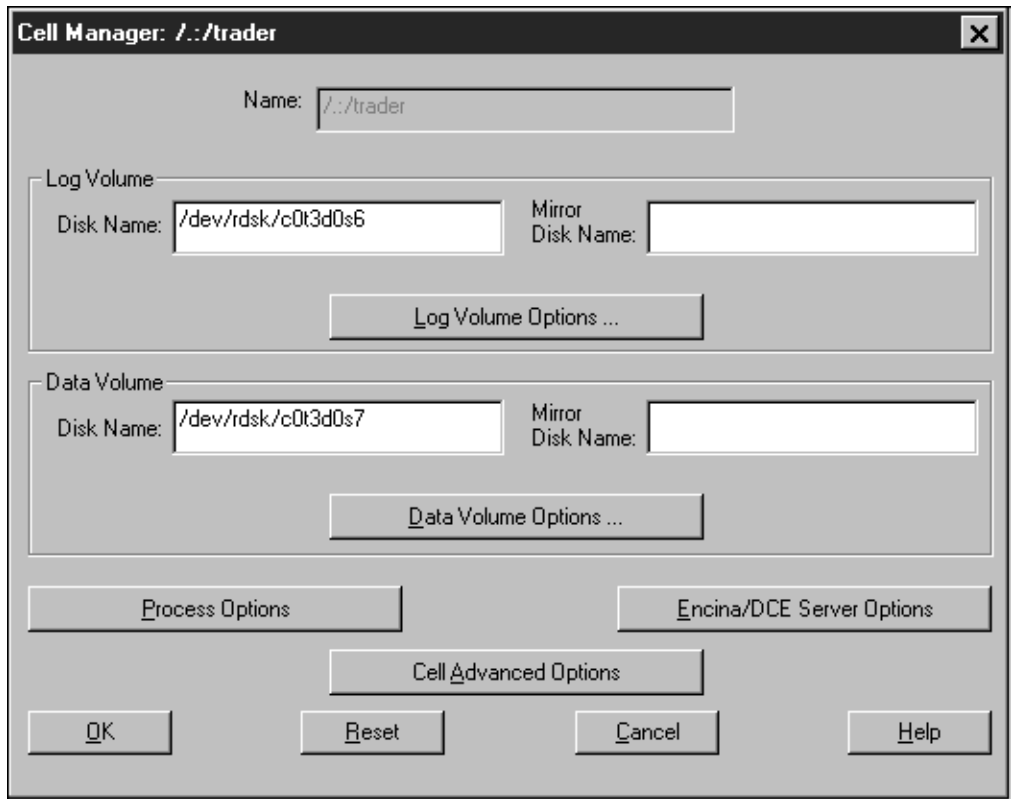 Cell Manager: /.:/trader
Name: /.:/trader
Log Volume
Disk Name: /dev/rdsk/c0t3d0s6
Mirror
Disk Name:
Log Volume Options ...
Data Volume
Disk Name: /dev/rdsk/c0t3d0s7
Mirror
Disk Name:
Data Volume Options ...
Process Options
Encina/DCE Server Options
Cell Advanced Options
OK
Reset
Cancel
Help